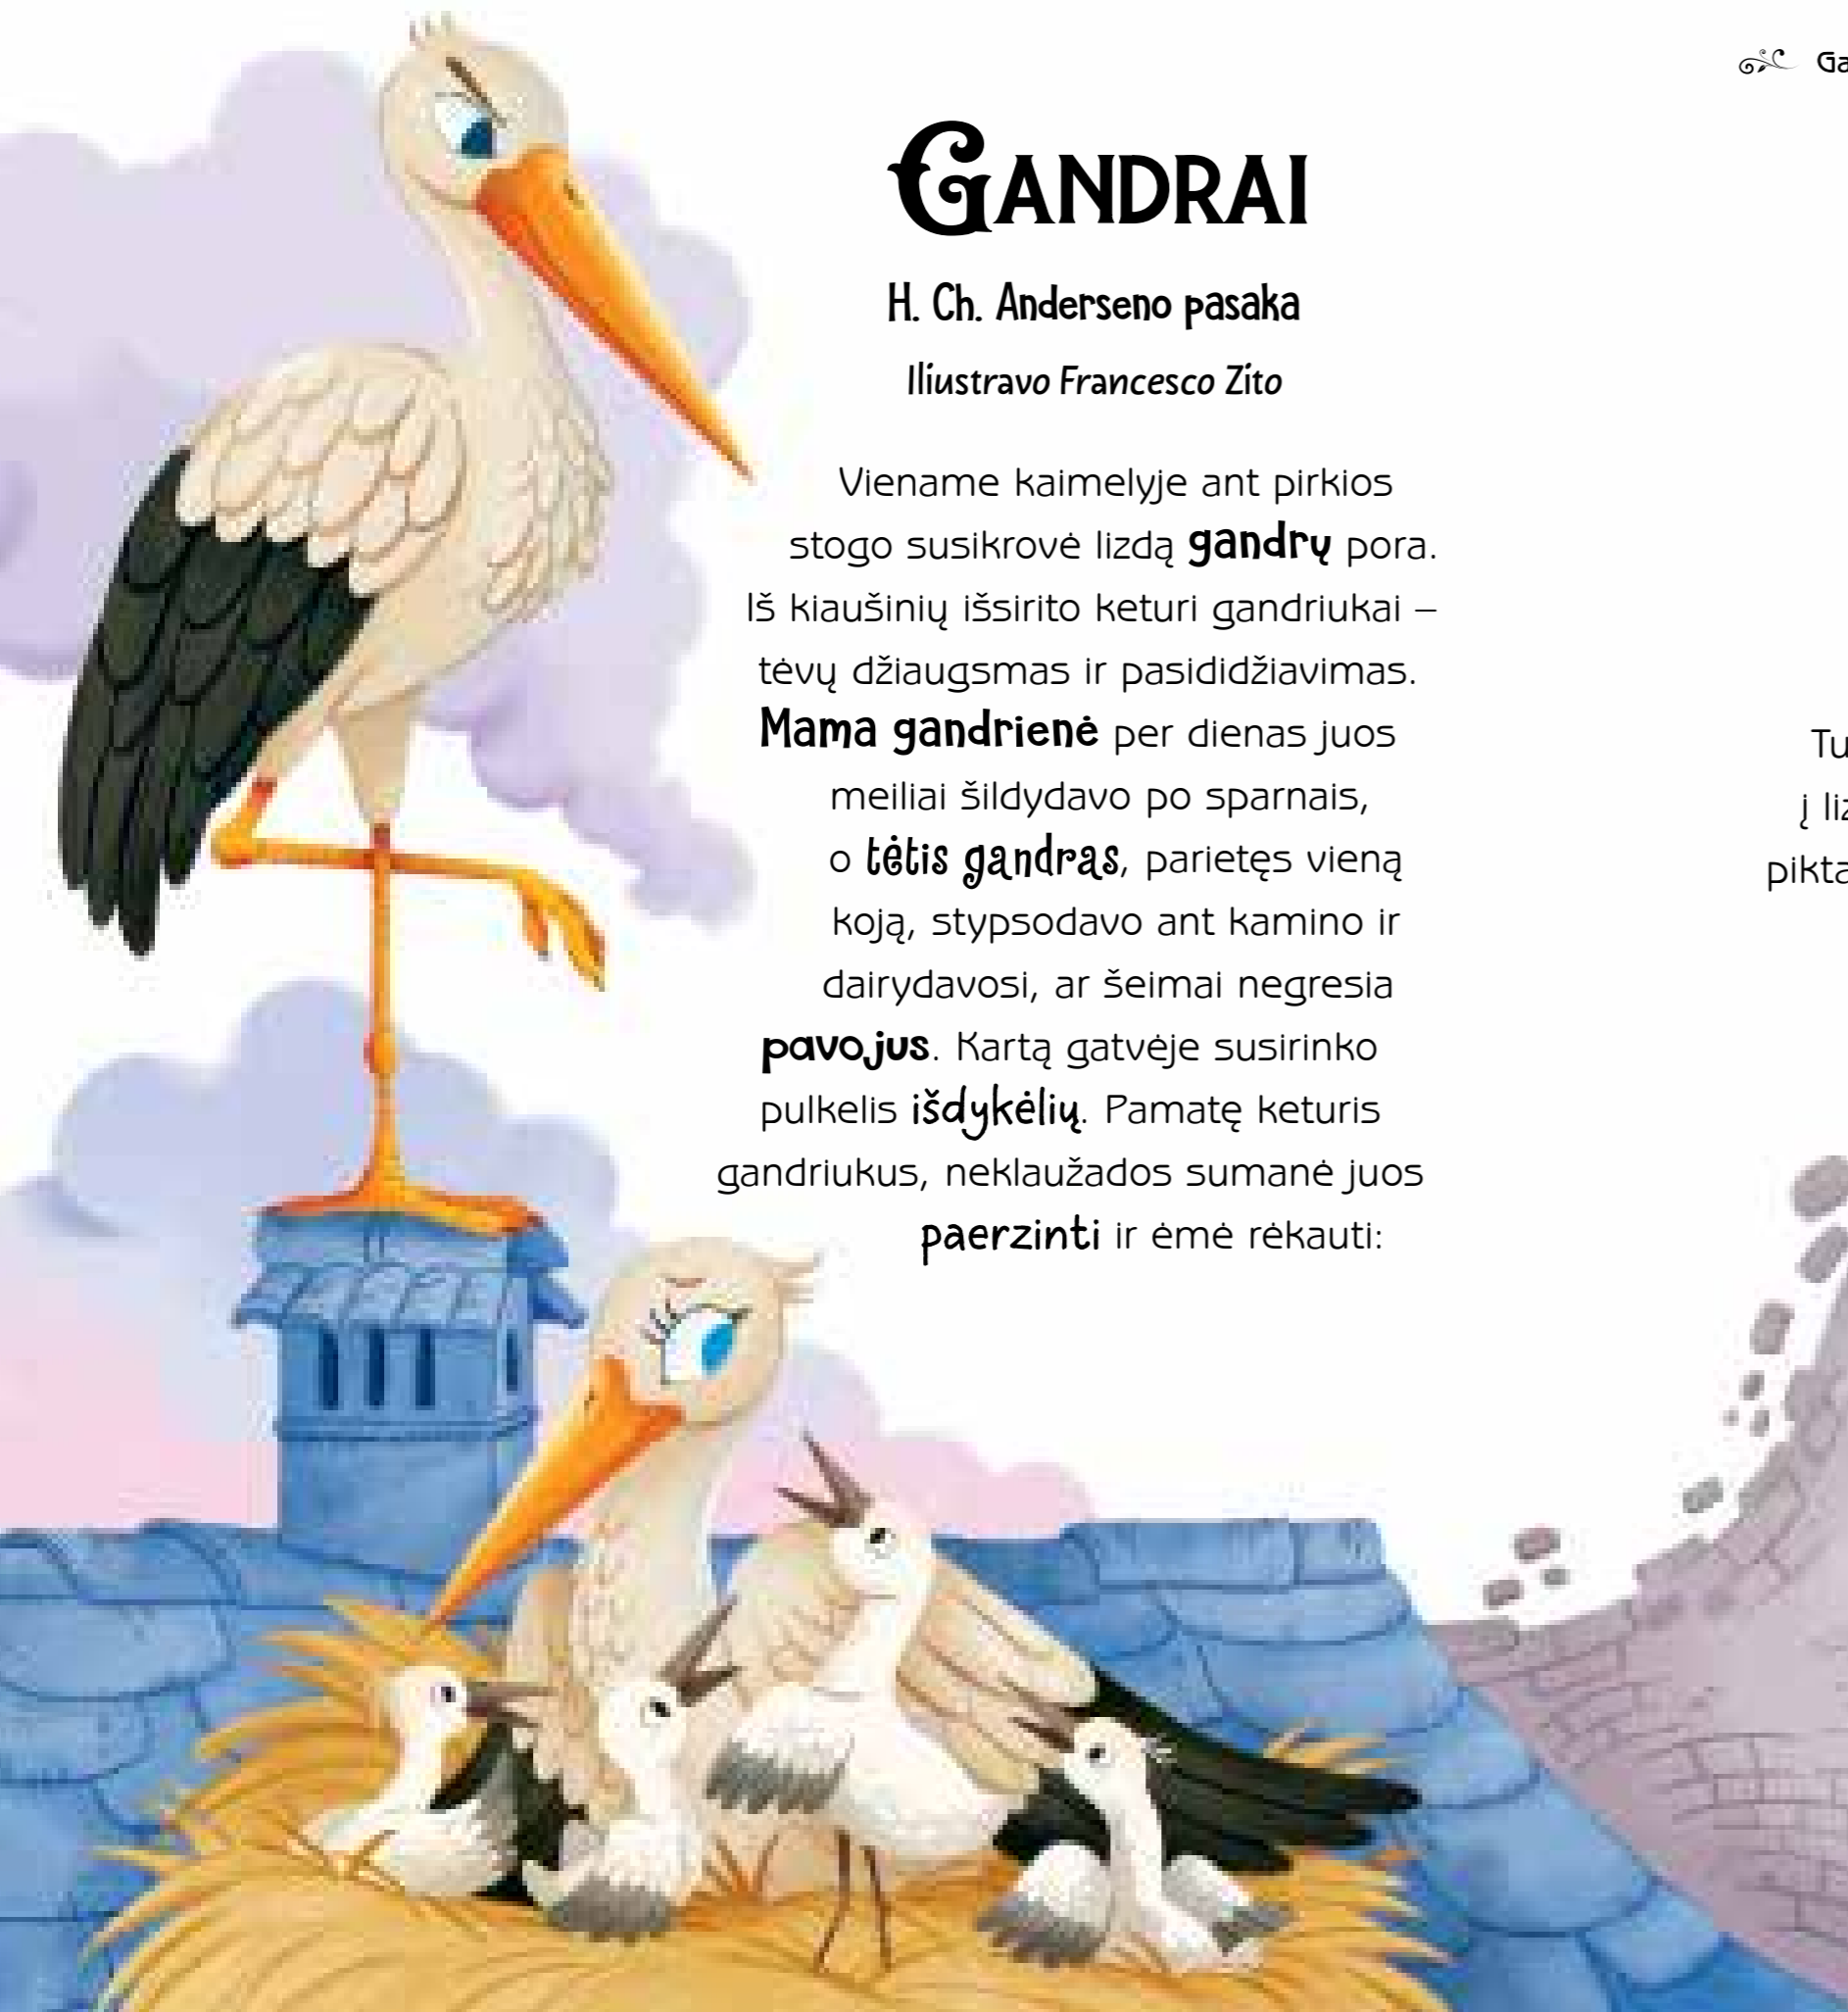 GANDRAI
H. Ch. Anderseno pasaka
Iliustravo Francesco Zito
Viename kaimelyje ant pirkios
stogo susikrovė lizdą gandrų pora.
Iš kiaušinių išsirito keturi gandriukai –
tėvų džiaugsmas ir pasididžiavimas.
Mama gandrienė per dienas juos
meiliai šildydavo po sparnais,
o tėtis gandras, parietęs vieną
koją, stypsodavo ant kamino ir
dairydavosi, ar šeimai negresia
pavojus. Kartą gatvėje susirinko
pulkelis išdykėlių. Pamatę keturis
gandriukus, neklaužados sumanė juos
paerzinti ir ėmė rėkauti:
į